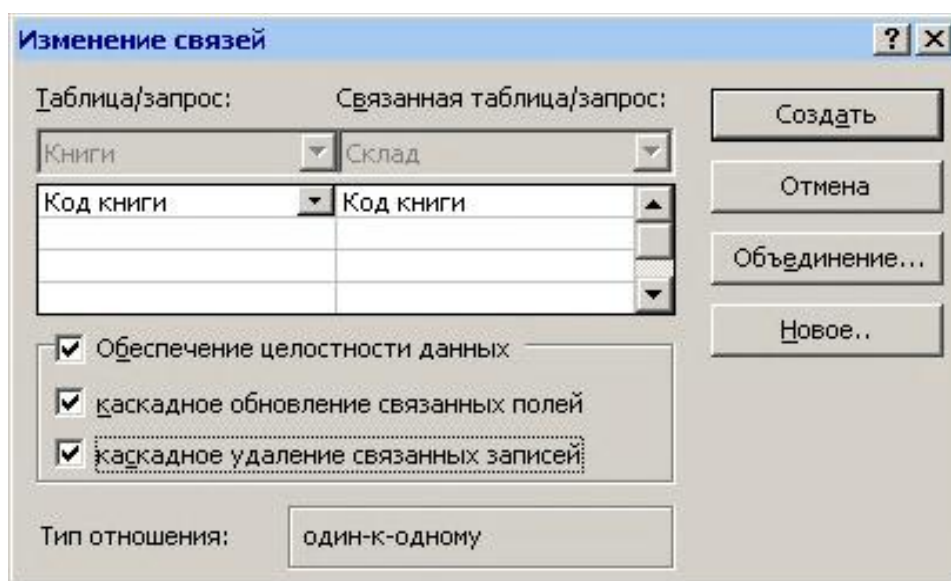 Изменение связей
Таблица/запрос: Связанная таблица/запрос:
Книги Склад
Код книги Код книги
Обеспечение целостности данных
каскадное обновление связанных полей
каскадное удаление связанных записей
Тип отношения: один-к-одному
Создать
Отмена
Объединение...
Новое..